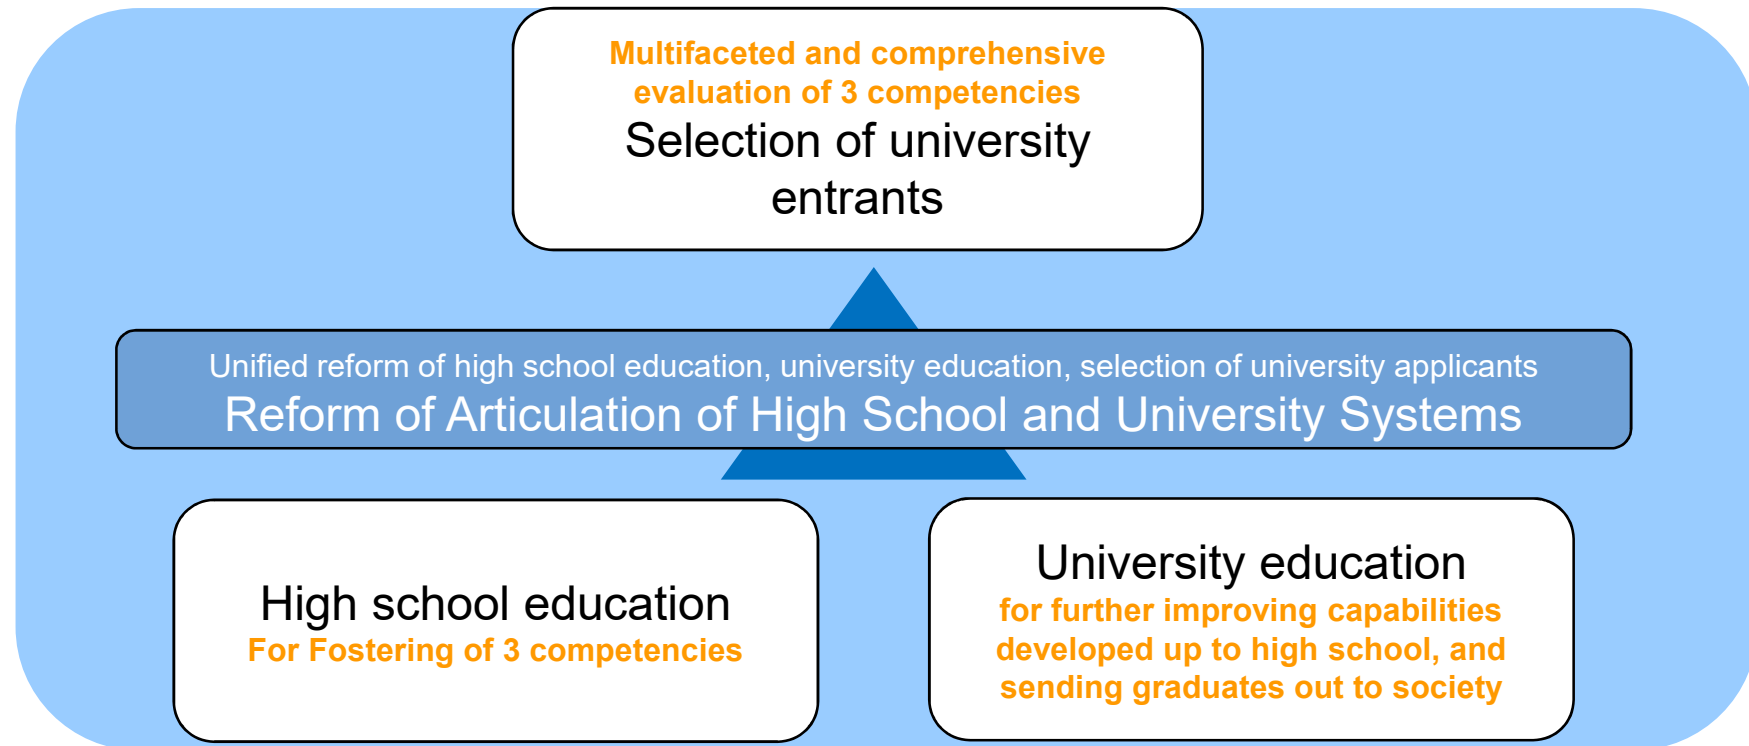 Multifaceted and comprehensive
evaluation of 3 competencies
Selection of university
entrants
Unified reform of high school education, university education, selection of university applicants
Reform of Articulation of High School and University Systems
High school education
For Fostering of 3 competencies
University education
for further improving capabilities
developed up to high school, and
sending graduates out to society